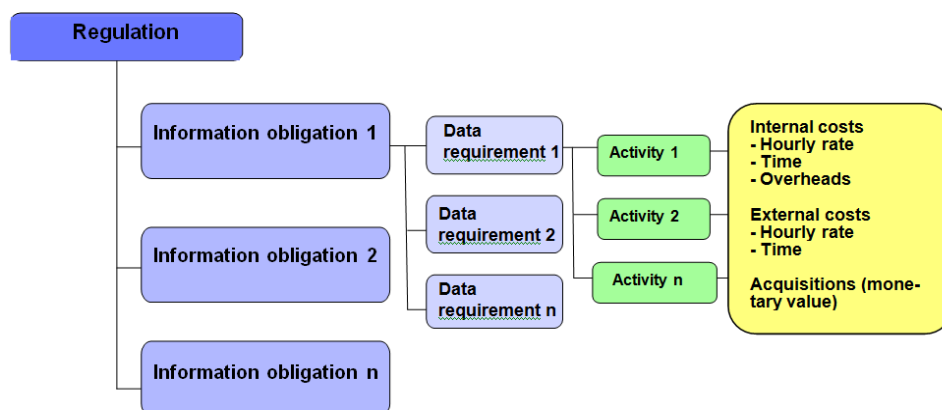 Regulation
Information obligation 1
Data
requirement 1
Activity 1
Internal costs
- Hourly rate
- Time
- Overheads
Data
requirement 2
Activity 2
External costs
- Hourly rate
- Time
Information obligation 2
Data
requirement n
Activity n
Acquisitions (mone-
tary value)
Information obligation n